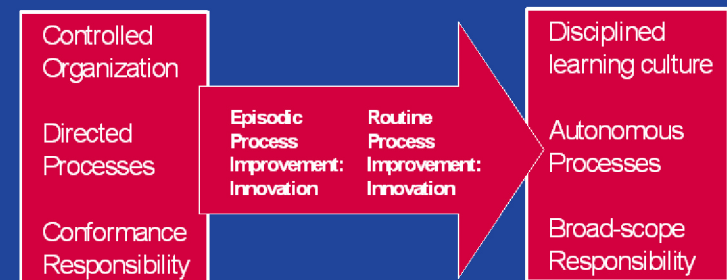 Controlled
Organization
Directed
Processes
Conformance
Responsibility
Episodic
Process
Improvement:
Innovation
Routine
Process
Improvement:
Innovation
Disciplined
learning culture
Autonomous
Processes
Broad-scope
Responsibility